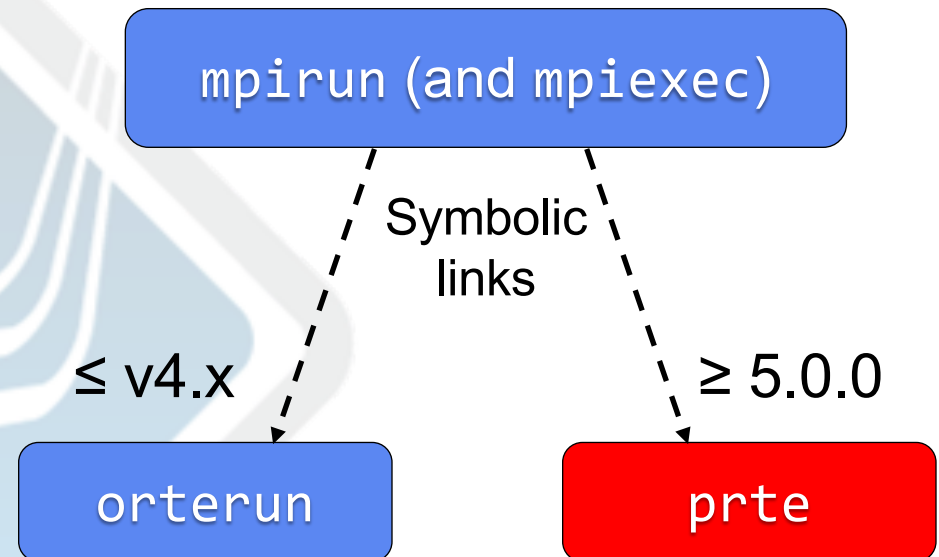 mpirun (and mpiexec)
Symbolic
links
≤ v4.x
≥ 5.0.0
orterun
prte